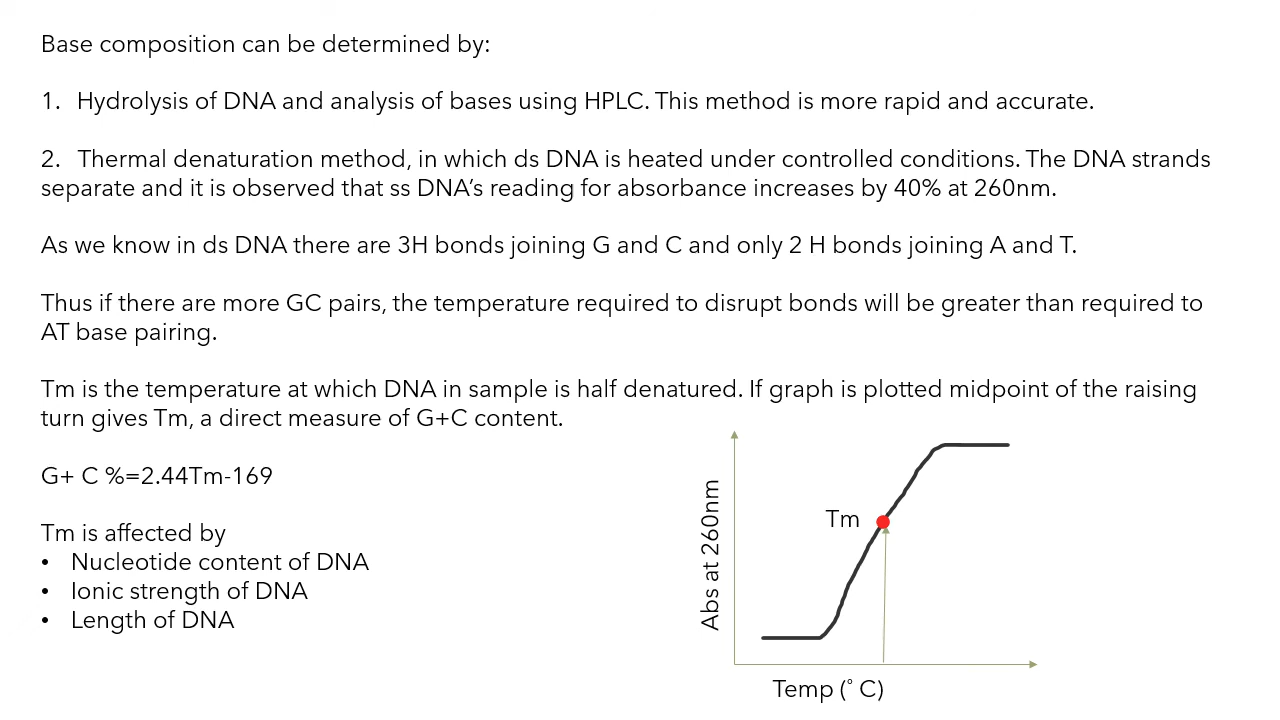 Base composition can be determined by:
1. Hydrolysis of DNA and analysis of bases using HPLC. This method is more rapid and accurate.
2. Thermal denaturation method, in which ds DNA is heated under controlled conditions. The DNA strands
separate and it is observed that ss DNA’s reading for absorbance increases by 40% at 260nm.
As we know in ds DNA there are 3H bonds joining G and C and only 2 H bonds joining A and T.
Thus if there are more GC pairs, the temperature required to disrupt bonds will be greater than required to
AT base pairing.
Tm is the temperature at which DNA in sample is half denatured. If graph is plotted midpoint of the raising
turn gives Tm, a direct measure of G+C content.
G+ C %=2.44Tm-169
Tm is affected by
• Nucleotide content of DNA
• Ionic strength of DNA
• Length of DNA
Abs at 260nm
Tm
Temp (° C)